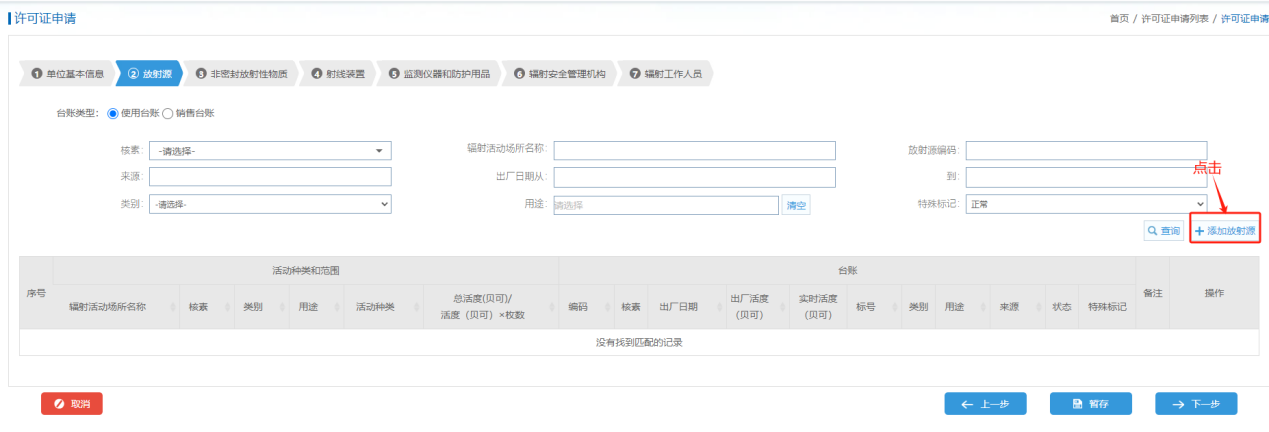 许可证申请
首页 / 许可证申请列表 / 许可证申请
1 单位基本信息 2 放射源 3 非密封放射性物质 4 射线装置 5 监测仪器和防护用品 6 辐射安全管理机构 7 辐射工作人员
台账类型: 使用台账 销售台账
核素: -请选择- 辐射活动场所名称: 放射源编码:
来源: 出厂日期从: 到:
点击
类别: -请选择- 用途: 请选择 清空 特殊标记: 正常
查询 + 添加放射源
活动种类和范围 台账
序号 辐射活动场所名称 核素 类别 用途 活动种类 总活度(贝可)/ 活度(贝可)×枚数 编码 核素 出厂日期 出厂活度(贝可) 实时活度(贝可) 标号 类别 用途 来源 状态 特殊标记 备注 操作
没有找到匹配的记录
取消 ← 上一步 暂存 → 下一步